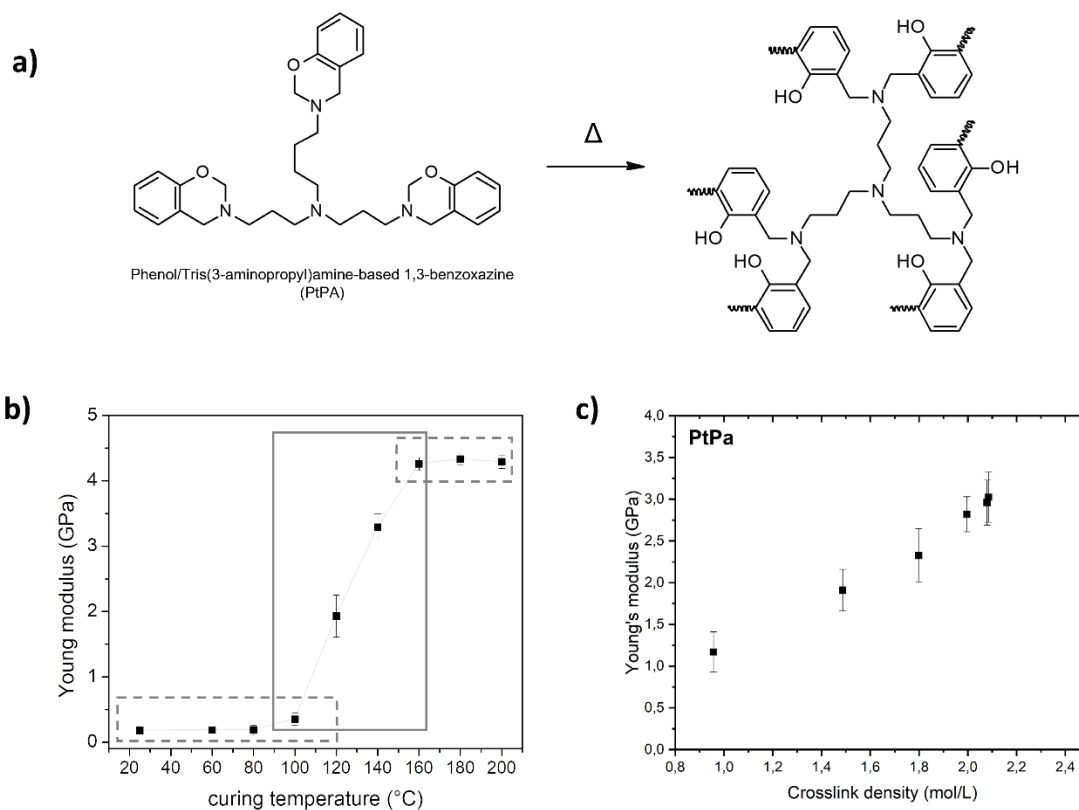 a)
O
N
O
N
N
N
O
Δ
HO
HO
N
N
OH
N
HO
N
HO
HO
Phenol/Tris(3-aminopropyl)amine-based 1,3-benzoxazine
(PtPA)
b)
5
4
3
2
1
0
Young modulus (GPa)
20 40 60 80 100 120 140 160 180 200
curing temperature (°C)
c)
PtPa
4,0
3,5
3,0
2,5
2,0
1,5
1,0
0,5
0,0
Young's modulus (GPa)
0,8 1,0 1,2 1,4 1,6 1,8 2,0 2,2 2,4
Crosslink density (mol/L)